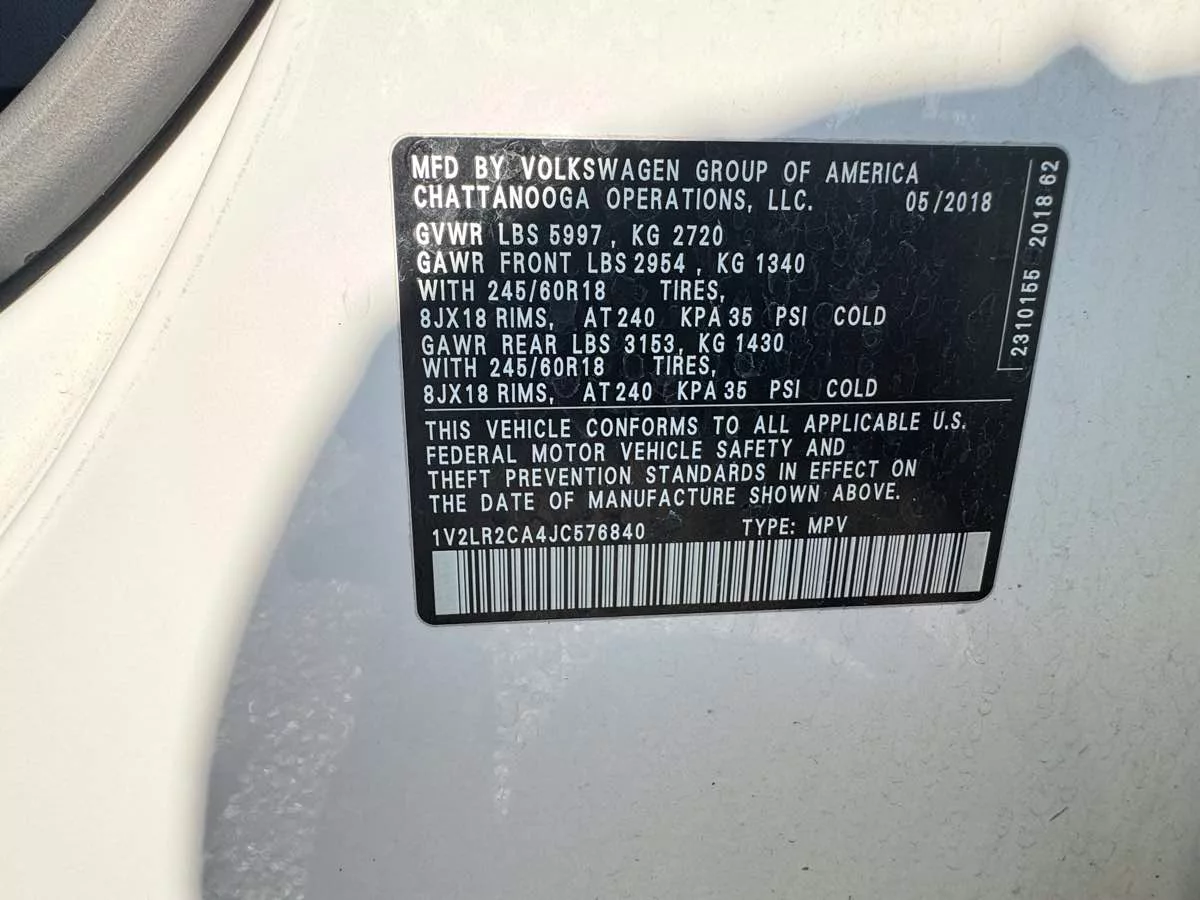 MFD BY VOLKSWAGEN GROUP OF AMERICA
CHATTANOOGA OPERATIONS, LLC. 05/2018
GVWR LBS 5997, KG 2720
GAWR FRONT LBS 2954, KG 1340
WITH 245/60R18 TIRES,
8JX18 RIMS, AT 240 KPA 35 PSI COLD
GAWR REAR LBS 3153, KG 1430
WITH 245/60R18 TIRES,
8JX18 RIMS, AT 240 KPA 35 PSI COLD
THIS VEHICLE CONFORMS TO ALL APPLICABLE U.S.
FEDERAL MOTOR VEHICLE SAFETY AND
THEFT PREVENTION STANDARDS IN EFFECT ON
THE DATE OF MANUFACTURE SHOWN ABOVE.
1V2LR2CA4JC576840 TYPE: MPV
2310155 2018 62